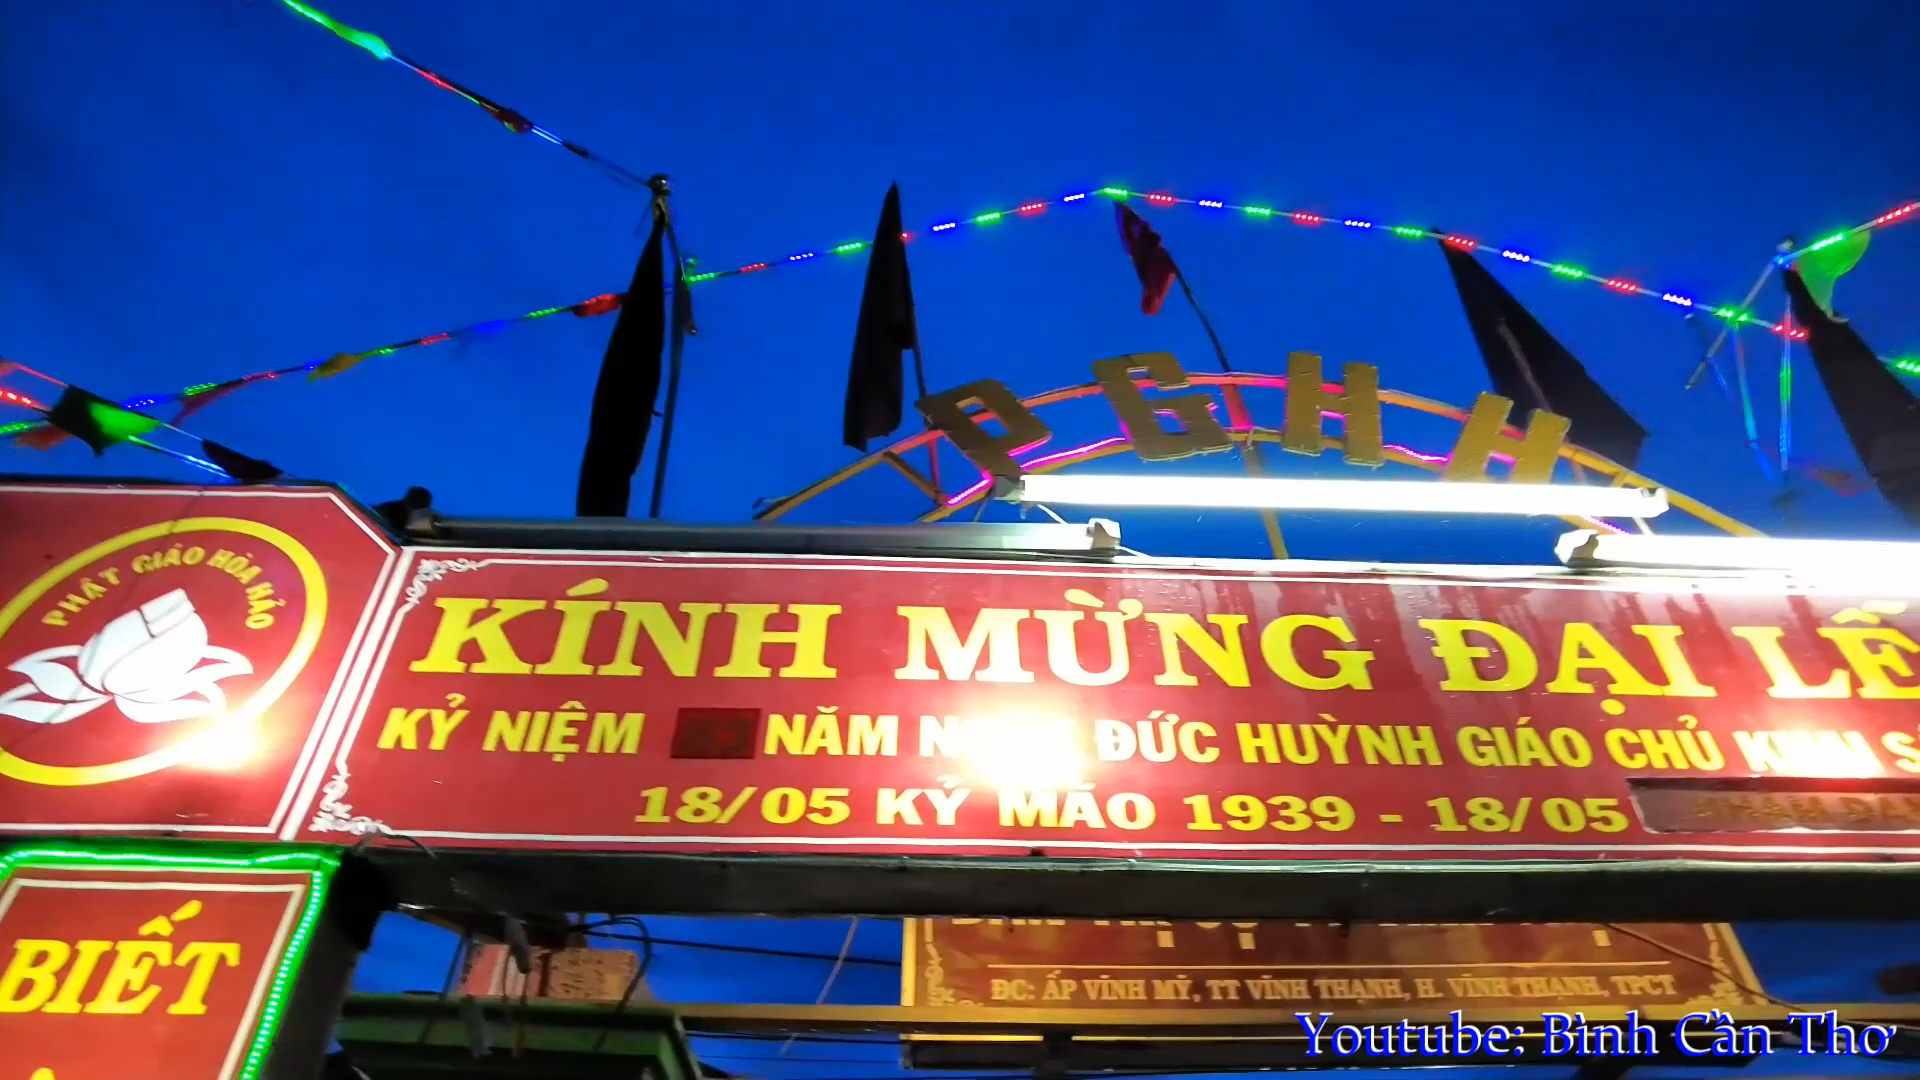 PGHH
PHẬT GIÁO HÒA HẢO
KÍNH MỪNG ĐẠI LỄ
KỶ NIỆM NĂM ĐỨC HUỲNH GIÁO CHỦ
18/05 KỶ MÃO 1939 - 18/05
BIẾT
ĐC: ẤP VĨNH MỸ, TT VĨNH THẠNH, H. VĨNH THẠNH, TPCT
Youtube: Bình Cần Thơ